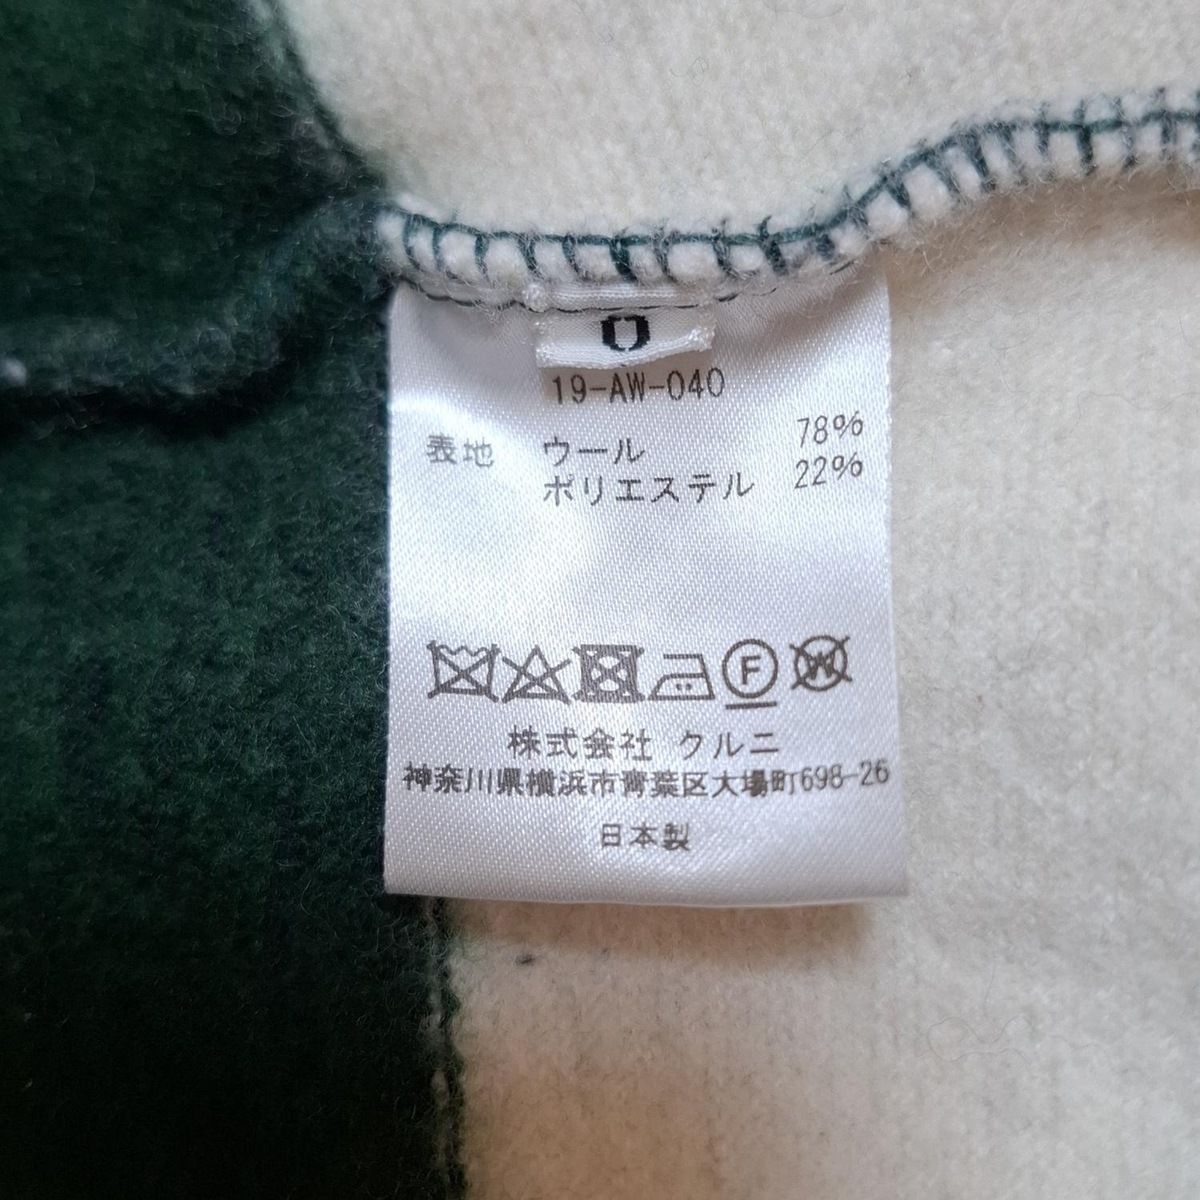 0
19-AW-040
表地 ウール 78%
ポリエステル 22%
F W
株式会社 クルニ
神奈川県横浜市青葉区大場町698-26
日本製